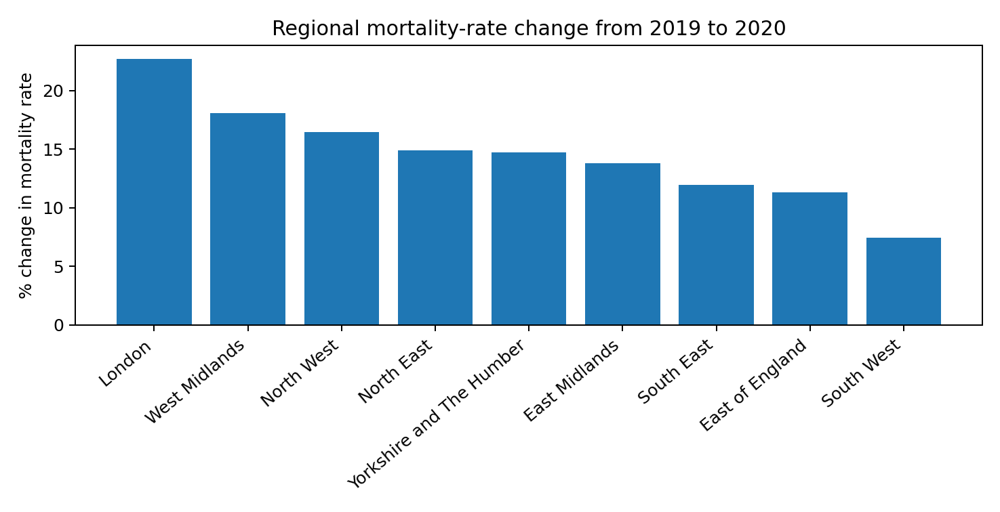 Regional mortality-rate change from 2019 to 2020
% change in mortality rate
20
15
10
5
0
London
West Midlands
North West
North East
Yorkshire and The Humber
East Midlands
South East
East of England
South West